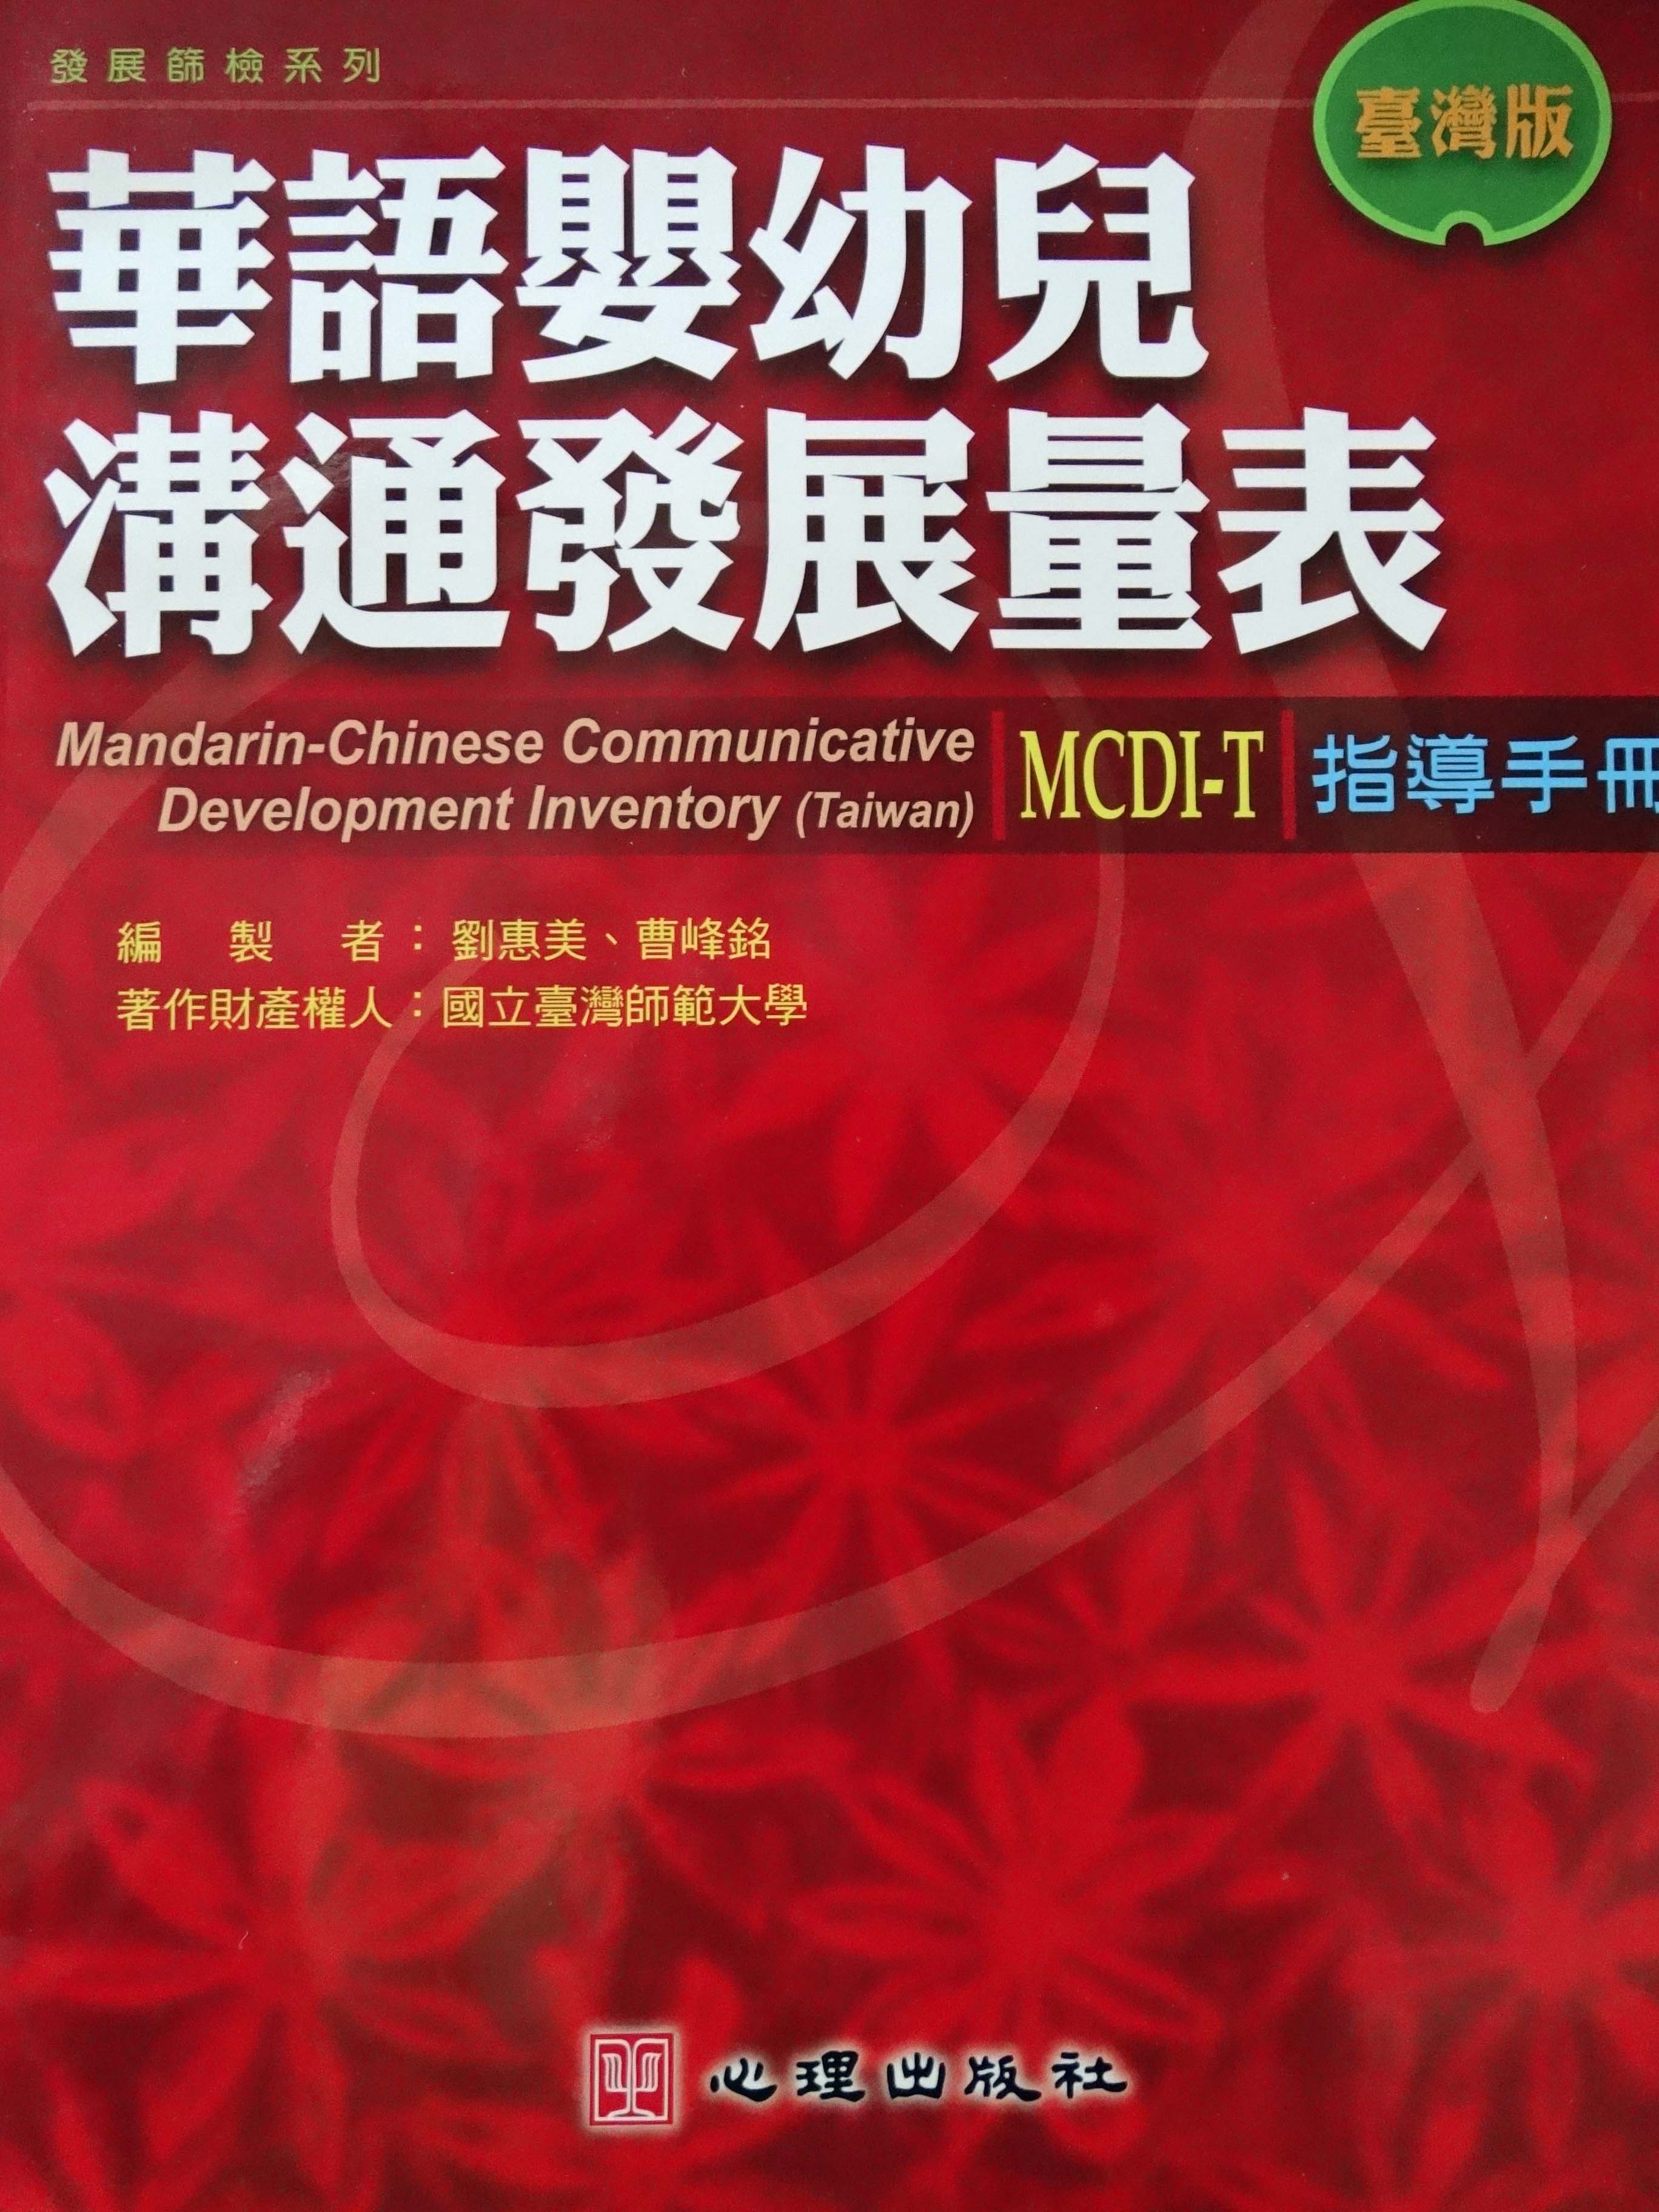 發展篩檢系列
臺灣版
華語嬰幼兒
溝通發展量表
Mandarin-Chinese Communicative
Development Inventory (Taiwan)
MCDI-T
指導手冊
編製者：劉惠美、曹峰銘
著作財產權人：國立臺灣師範大學
心理出版社